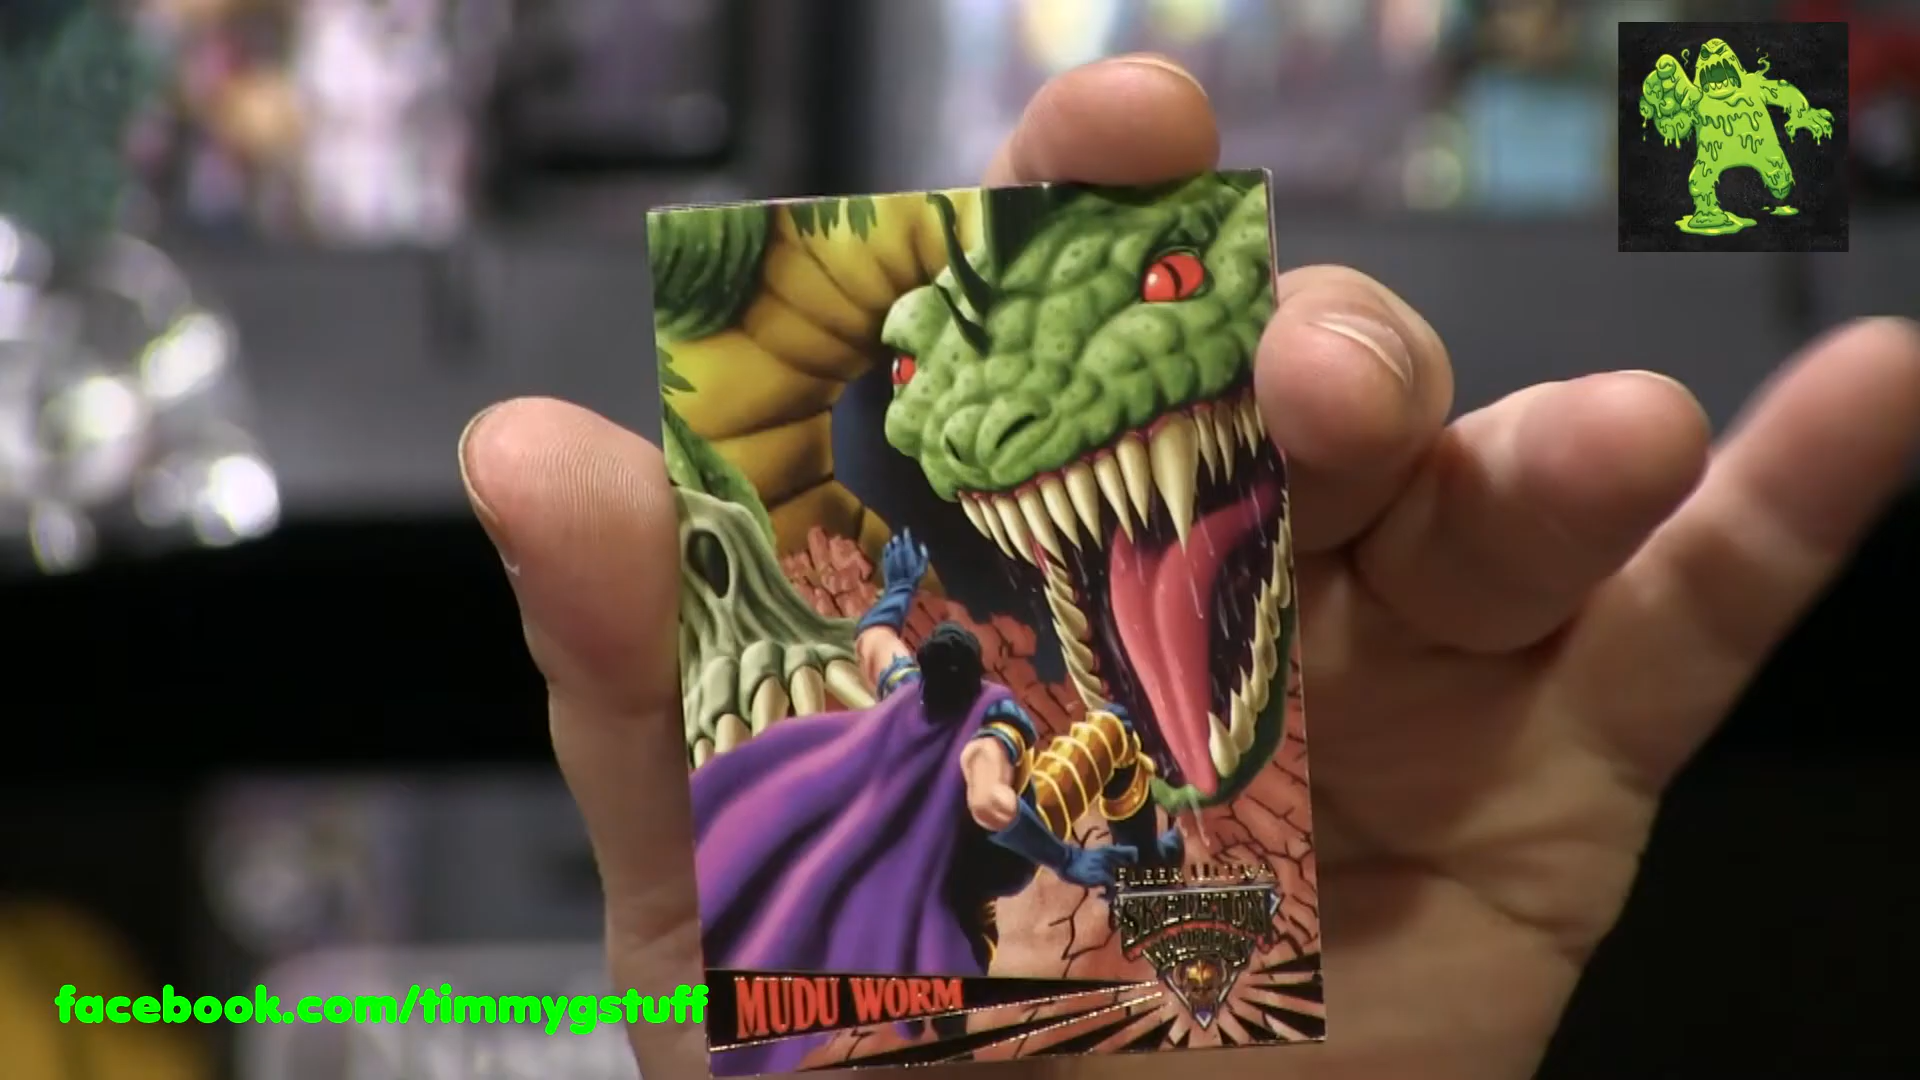 FLEER ULTRA
SKELETON
WARRIORS
MUDU WORM
facebook.com/timmygstuff